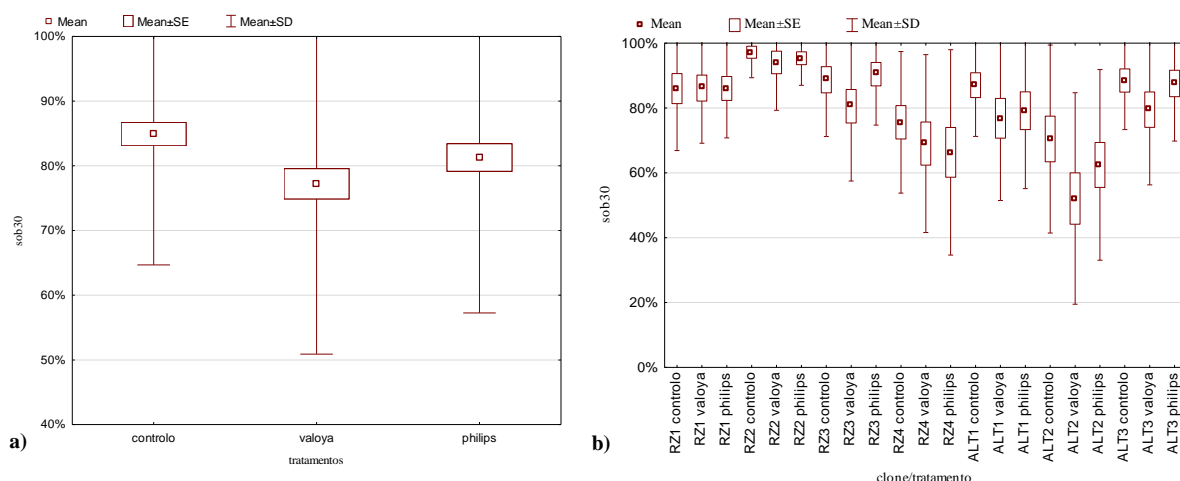 Mean Mean±SE Mean±SD
100%
90%
80%
70%
60%
50%
40%
sob30
controlo valoya philips
tratamentos
a)
Mean Mean±SE Mean±SD
100%
80%
60%
40%
20%
0%
sob30
RZ1 controlo
RZ1 valoya
RZ1 philips
RZ2 controlo
RZ2 valoya
RZ2 philips
RZ3 controlo
RZ3 valoya
RZ3 philips
RZ4 controlo
RZ4 valoya
RZ4 philips
ALT1 controlo
ALT1 valoya
ALT1 philips
ALT2 controlo
ALT2 valoya
ALT2 philips
ALT3 controlo
ALT3 valoya
ALT3 philips
clone/tratamento
b)